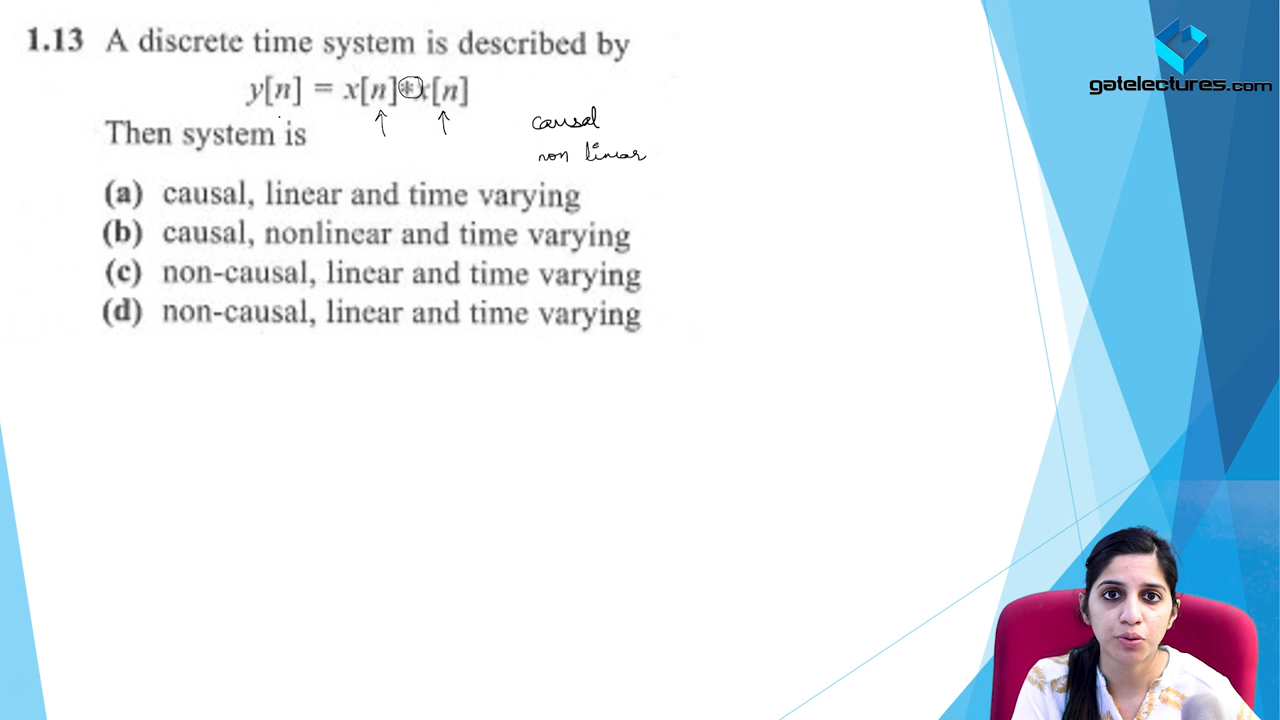 1.13 A discrete time system is described by
y[n] = x[n]*x[n]
Then system is
causal
non linear
(a) causal, linear and time varying
(b) causal, nonlinear and time varying
(c) non-causal, linear and time varying
(d) non-causal, linear and time varying
gatelectures.com